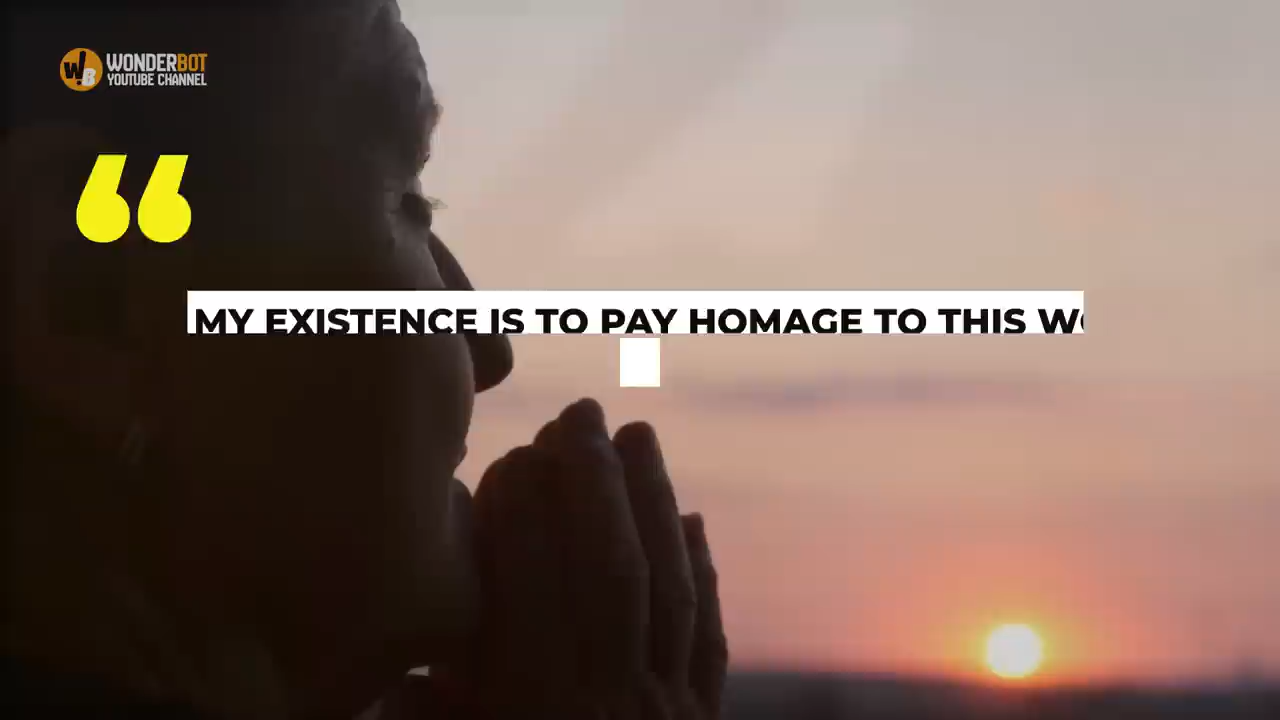 WONDERBOT
YOUTUBE CHANNEL
“
MY EXISTENCE IS TO PAY HOMAGE TO THIS